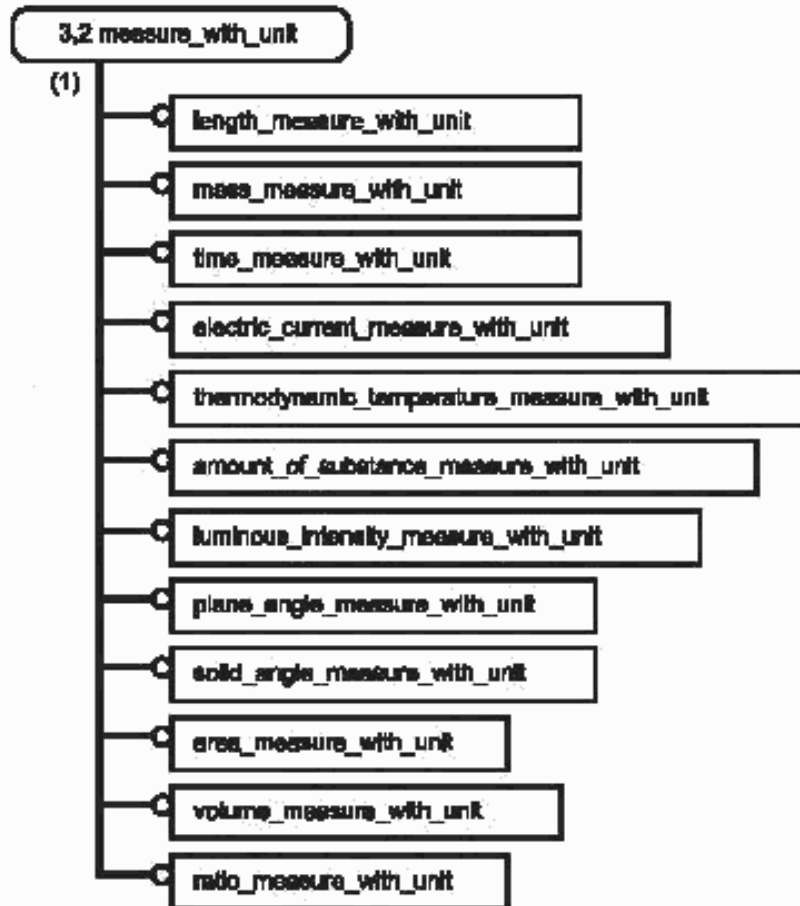 3,2 measure_with_unit
(1)
length_measure_with_unit
mass_measure_with_unit
time_measure_with_unit
electric_current_measure_with_unit
thermodynamic_temperature_measure_with_unit
amount_of_substance_measure_with_unit
luminous_intensity_measure_with_unit
plane_angle_measure_with_unit
solid_angle_measure_with_unit
area_measure_with_unit
volume_measure_with_unit
ratio_measure_with_unit